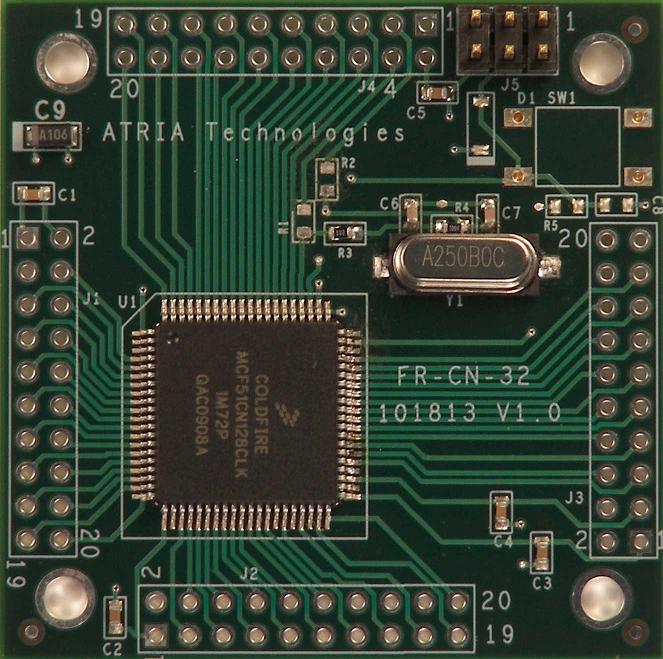 19
1
1
20
J4
4
J5
C9
A106
ATRIA Technologies
C5
D1
SW1
R2
C1
C6
R4
C7
R5
C8
R1
R3
1
2
20
A250B0C
Y1
J1
U1
COLDFIRE
MCF51CN128CLK
1M72P
QAC0908A
FR-CN-32
101813 V1.0
J3
C4
2
1
C3
20
19
2
J2
20
19
C2